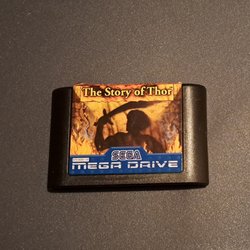 The Story of Thor
SEGA
MEGA DRIVE